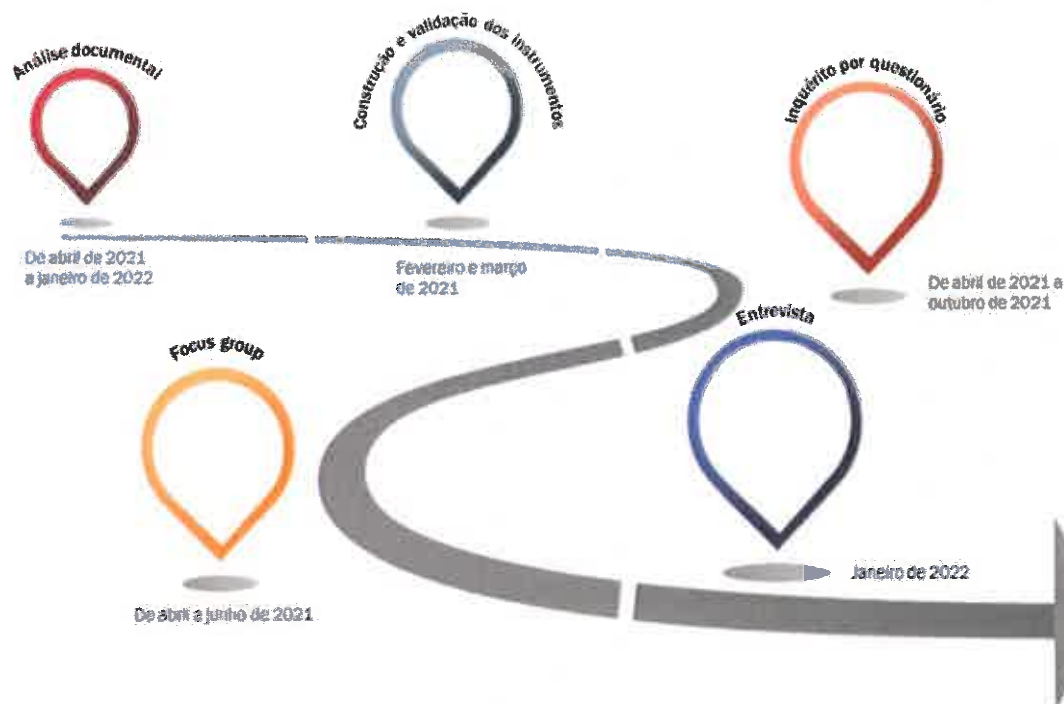 Análise documental
De abril de 2021
a janeiro de 2022
Construção e validação dos instrumentos
Fevereiro e março
de 2021
Inquérito por questionário
De abril de 2021 a
outubro de 2021
Focus group
De abril a junho de 2021
Entrevista
Janeiro de 2022